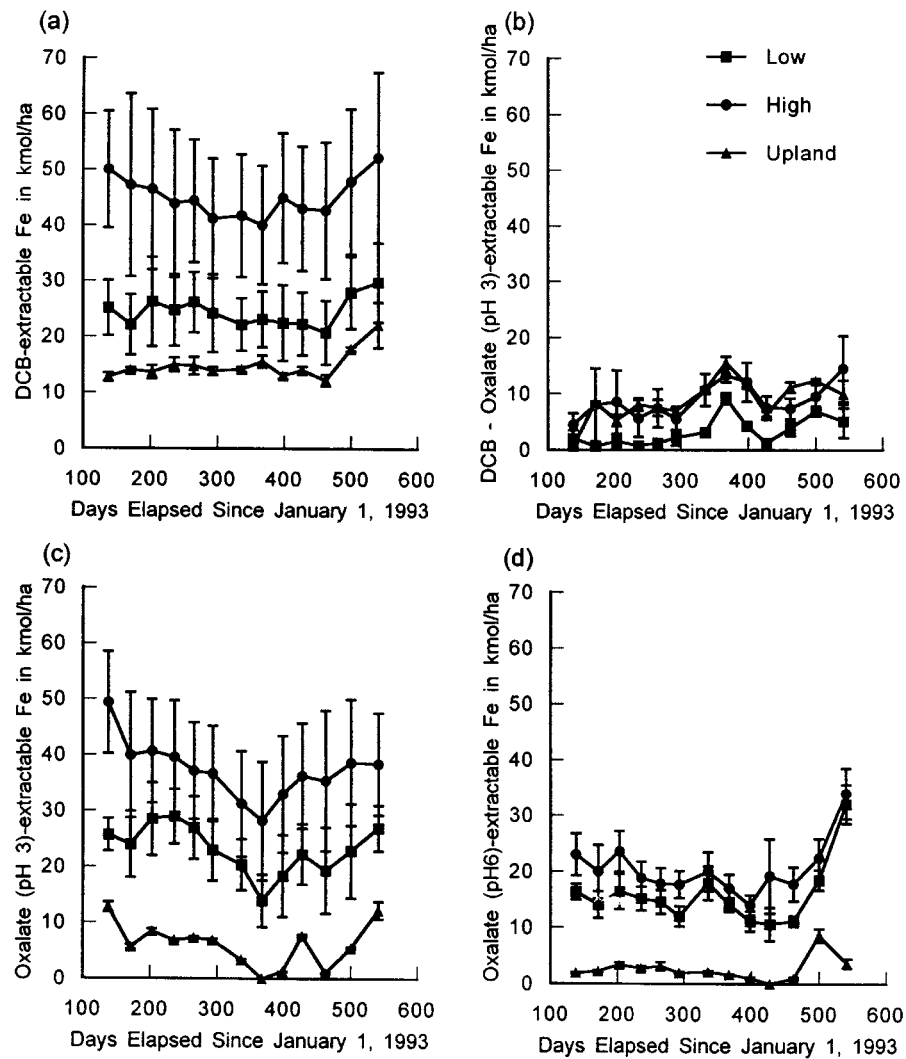 (a)
DCB-extractable Fe in kmol/ha
70
60
50
40
30
20
10
0
100 200 300 400 500 600
Days Elapsed Since January 1, 1993
(b)
DCB - Oxalate (pH 3)-extractable Fe in kmol/ha
70
60
50
40
30
20
10
0
Low
High
Upland
100 200 300 400 500 600
Days Elapsed Since January 1, 1993
(c)
Oxalate (pH 3)-extractable Fe in kmol/ha
70
60
50
40
30
20
10
0
100 200 300 400 500 600
Days Elapsed Since January 1, 1993
(d)
Oxalate (pH6)-extractable Fe in kmol/ha
70
60
50
40
30
20
10
0
100 200 300 400 500 600
Days Elapsed Since January 1, 1993